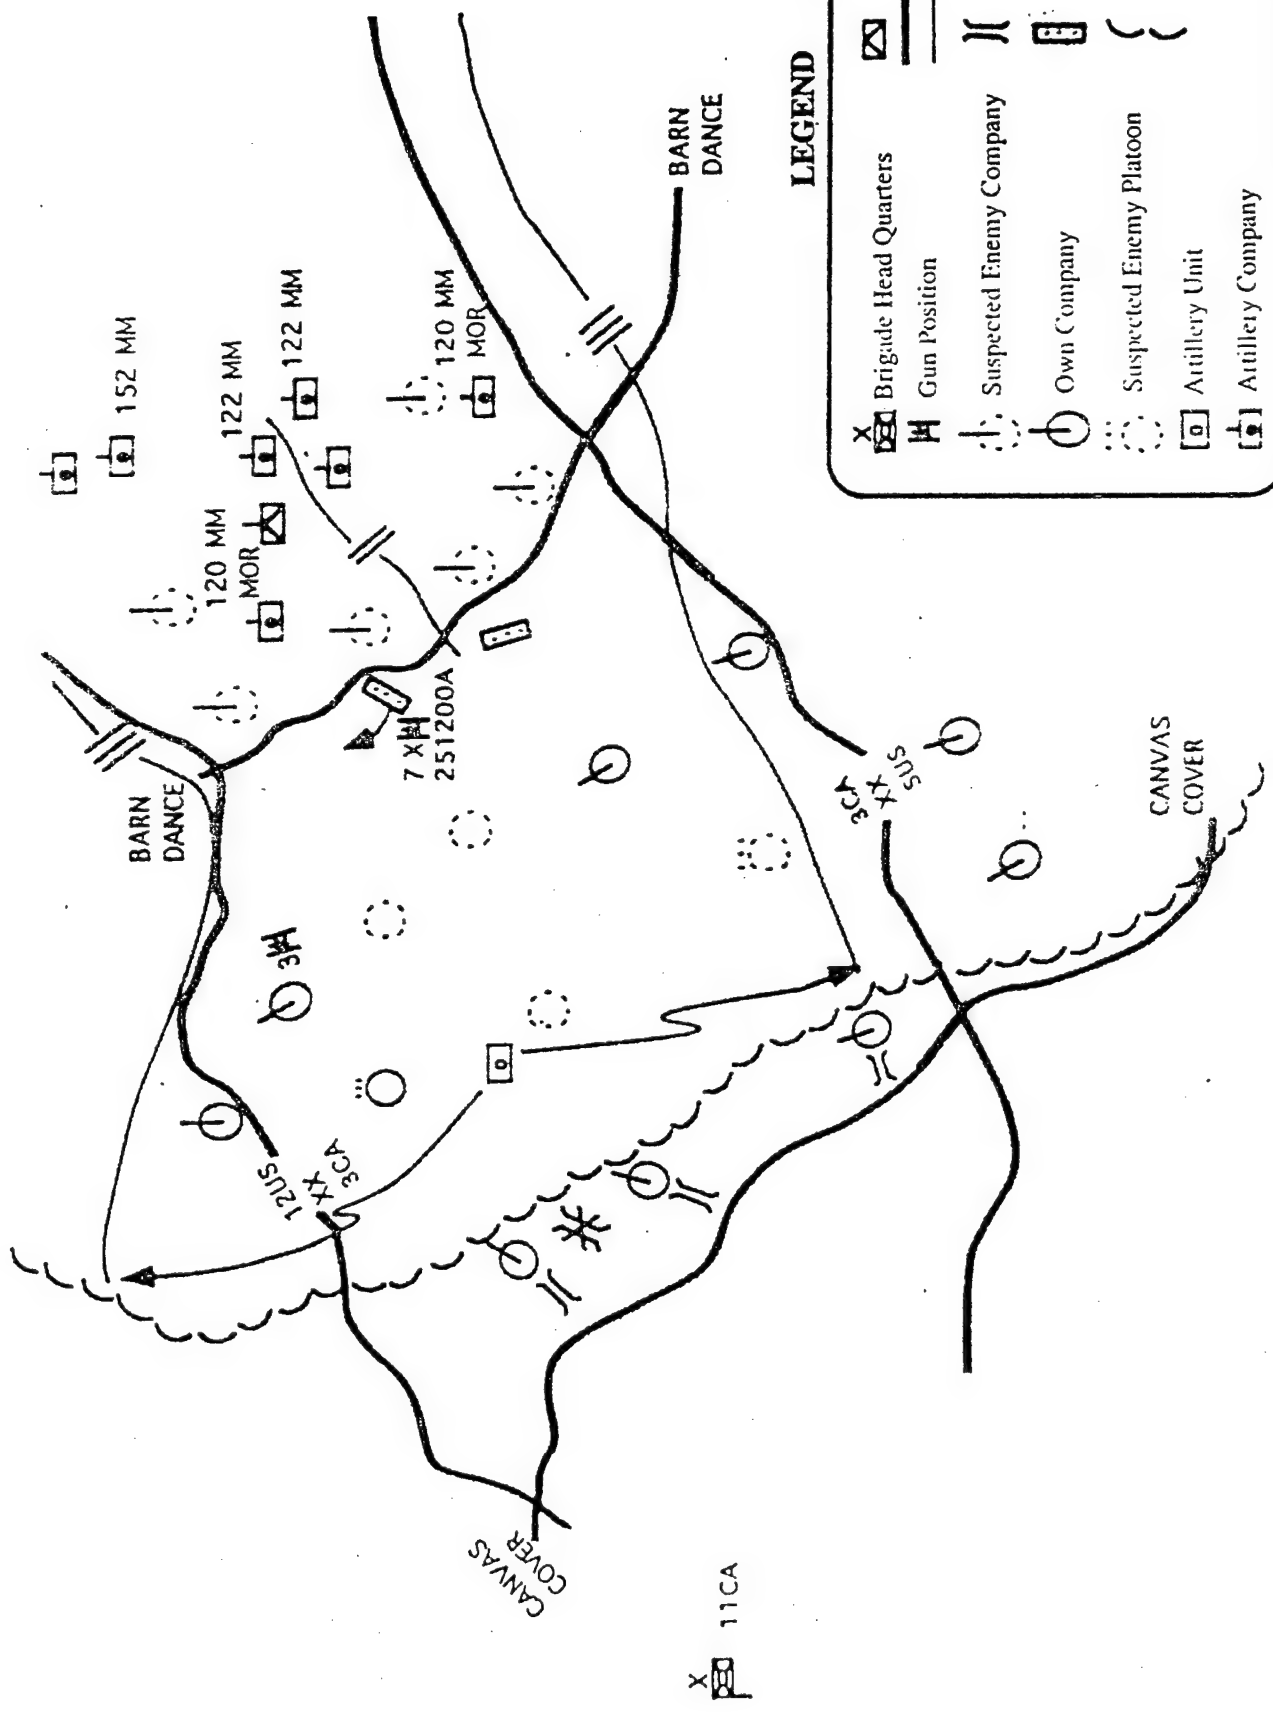 152 MM
122 MM
122 MM
120 MM
MOR
120 MM
MOR
BARN
DANCE
BARN
DANCE
7 X
251200A
3
12US
XX
3CA
3CA
XX
5US
CANVAS
COVER
CANVAS
COVER
X
11CA
LEGEND
X
Brigade Head Quarters
Gun Position
Suspected Enemy Company
Own Company
Suspected Enemy Platoon
Artillery Unit
Artillery Company